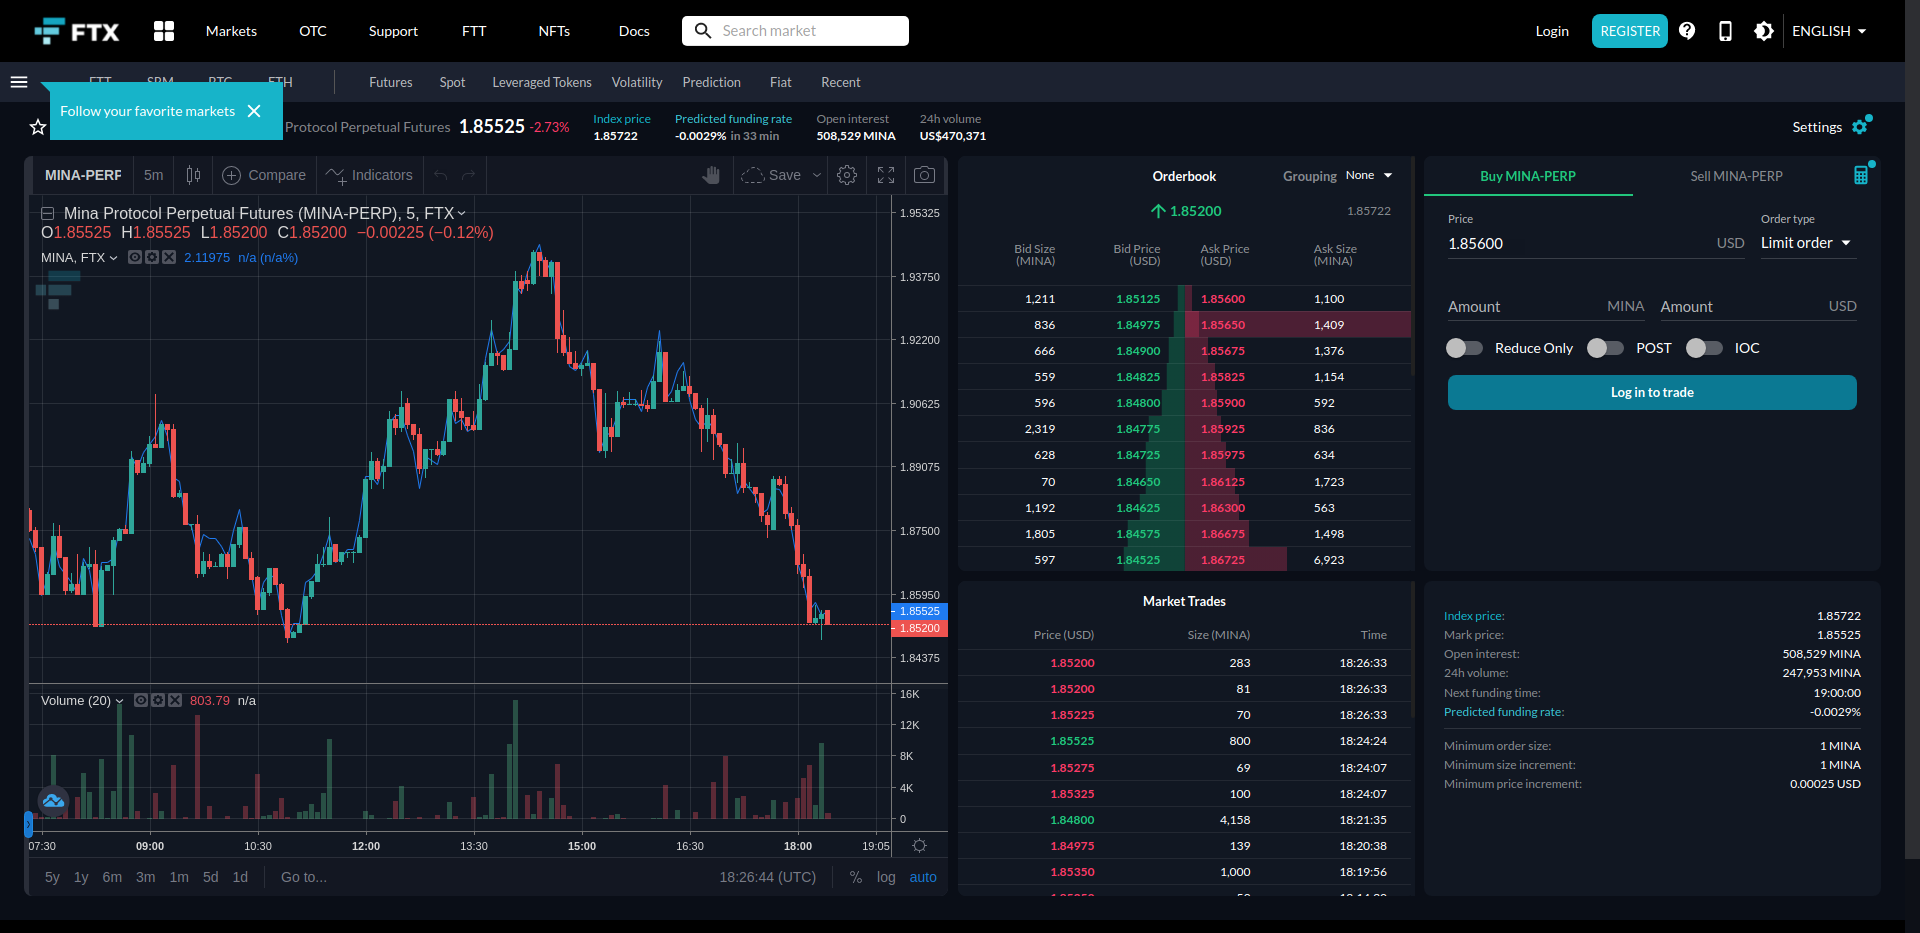 FTX Markets OTC Support FTT NFTs Docs Search market Login REGISTER ENGLISH
Futures Spot Leveraged Tokens Volatility Prediction Fiat Recent
Follow your favorite markets
Protocol Perpetual Futures 1.85525 -2.73%
Index price
1.85722
Predicted funding rate
-0.0029% in 33 min
Open interest
508,529 MINA
24h volume
US$470,371
Settings
MINA-PERP 5m Compare Indicators Save
Mina Protocol Perpetual Futures (MINA-PERP), 5, FTX
O1.85525 H1.85525 L1.85200 C1.85200 −0.00225 (−0.12%)
MINA, FTX 2.11975 n/a (n/a%)
1.95325
1.93750
1.92200
1.90625
1.89075
1.87500
1.85950
1.85525
1.85200
1.84375
Volume (20) 803.79 n/a
16K
12K
8K
4K
0
07:30 09:00 10:30 12:00 13:30 15:00 16:30 18:00 19:05
5y 1y 6m 3m 1m 5d 1d Go to... 18:26:44 (UTC) % log auto
Orderbook Grouping None
1.85200 1.85722
Bid Size (MINA) Bid Price (USD) Ask Price (USD) Ask Size (MINA)
1,211 1.85125 1.85600 1,100
836 1.84975 1.85650 1,409
666 1.84900 1.85675 1,376
559 1.84825 1.85825 1,154
596 1.84800 1.85900 592
2,319 1.84775 1.85925 836
628 1.84725 1.85975 634
70 1.84650 1.86125 1,723
1,192 1.84625 1.86300 563
1,805 1.84575 1.86675 1,498
597 1.84525 1.86725 6,923
Market Trades
Price (USD) Size (MINA) Time
1.85200 283 18:26:33
1.85200 81 18:26:33
1.85225 70 18:26:33
1.85525 800 18:24:24
1.85275 69 18:24:07
1.85325 100 18:24:07
1.84800 4,158 18:21:35
1.84975 139 18:20:38
1.85350 1,000 18:19:56
Buy MINA-PERP Sell MINA-PERP
Price Order type
1.85600 USD Limit order
Amount MINA Amount USD
Reduce Only POST IOC
Log in to trade
Index price: 1.85722
Mark price: 1.85525
Open interest: 508,529 MINA
24h volume: 247,953 MINA
Next funding time: 19:00:00
Predicted funding rate: -0.0029%
Minimum order size: 1 MINA
Minimum size increment: 1 MINA
Minimum price increment: 0.00025 USD